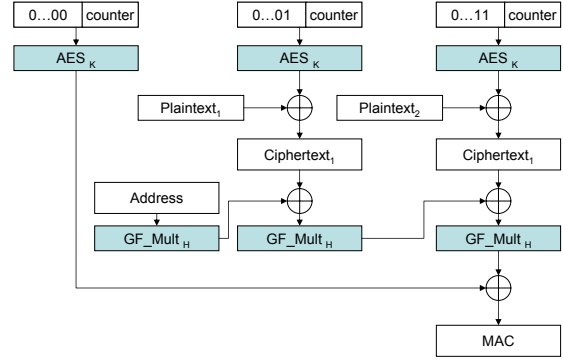 0…00 counter 0…01 counter 0…11 counter
AES K AES K AES K
Plaintext1 Plaintext2
Ciphertext1 Ciphertext1
Address
GF_Mult H GF_Mult H GF_Mult H
MAC